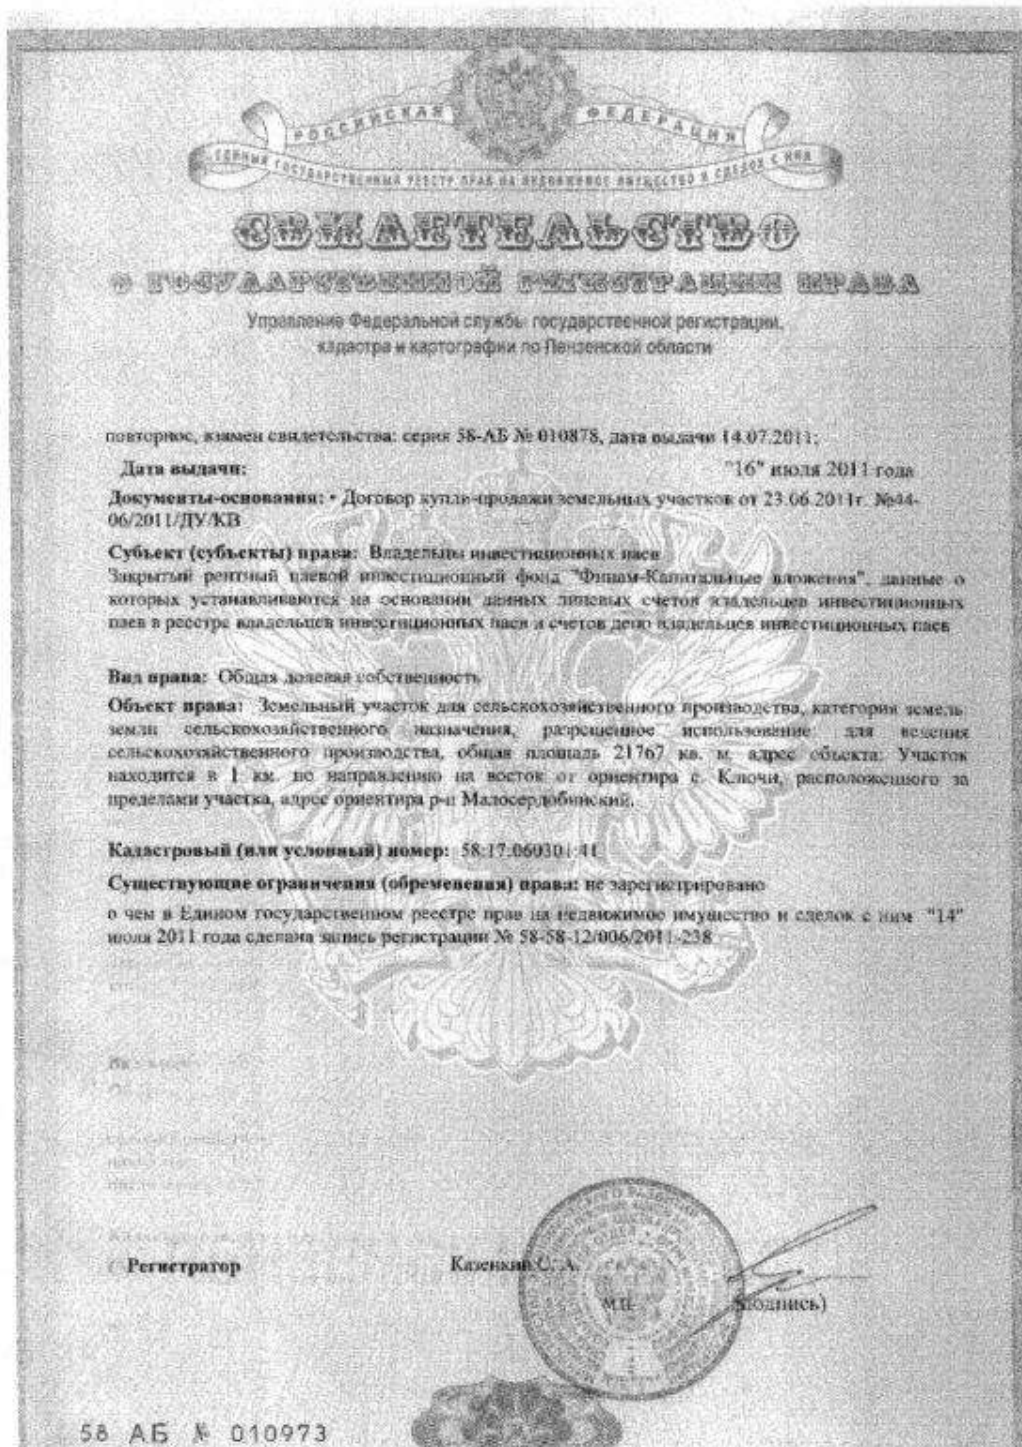 РОССИЙСКАЯ ФЕДЕРАЦИЯ
ЕДИНЫЙ ГОСУДАРСТВЕННЫЙ РЕЕСТР ПРАВ НА НЕДВИЖИМОЕ ИМУЩЕСТВО И СДЕЛОК С НИМ
СВИДЕТЕЛЬСТВО
О ГОСУДАРСТВЕННОЙ РЕГИСТРАЦИИ ПРАВА
Управление Федеральной службы государственной регистрации,
кадастра и картографии по Пензенской области
повторное, взамен свидетельства: серия 58-АБ № 010878, дата выдачи 14.07.2011;
Дата выдачи: "16" июля 2011 года
Документы-основания: • Договор купли-продажи земельных участков от 23.06.2011г. №44-
06/2011/ДУ/КВ
Субъект (субъекты) права: Владельцы инвестиционных паев
Закрытый рентный паевой инвестиционный фонд "Финам-Капитальные вложения", данные о
которых устанавливаются на основании данных лицевых счетов владельцев инвестиционных
паев в реестре владельцев инвестиционных паев и счетов депо владельцев инвестиционных паев
Вид права: Общая долевая собственность
Объект права: Земельный участок для сельскохозяйственного производства, категория земель:
земли сельскохозяйственного назначения, разрешенное использование: для ведения
сельскохозяйственного производства, общая площадь 21767 кв. м, адрес объекта: Участок
находится в 1 км. по направлению на восток от ориентира с. Ключи, расположенного за
пределами участка, адрес ориентира р-н Малосердобинский.
Кадастровый (или условный) номер: 58:17:060301:41
Существующие ограничения (обременения) права: не зарегистрировано
о чем в Едином государственном реестре прав на недвижимое имущество и сделок с ним "14"
июля 2011 года сделана запись регистрации № 58-58-12/006/2011-238
Регистратор Казенкин С. А.
М.П. (подпись)
58 АБ № 010973